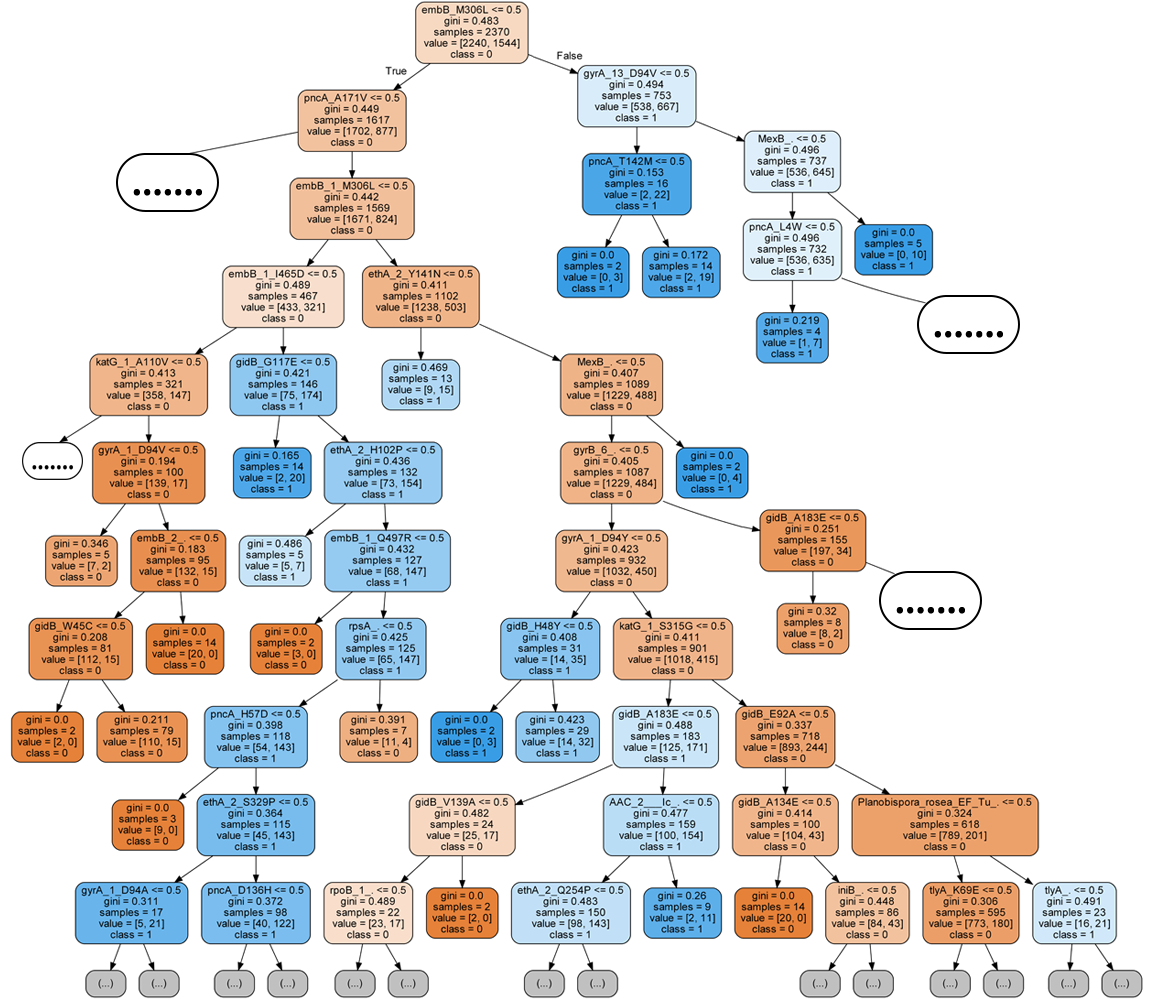 embB_M306L <= 0.5
gini = 0.483
samples = 2370
value = [2240, 1544]
class = 0
True
False
gyrA_13_D94V <= 0.5
gini = 0.494
samples = 753
value = [538, 667]
class = 1
pncA_A171V <= 0.5
gini = 0.449
samples = 1617
value = [1702, 877]
class = 0
MexB_. <= 0.5
gini = 0.496
samples = 737
value = [536, 645]
class = 1
pncA_T142M <= 0.5
gini = 0.153
samples = 16
value = [2, 22]
class = 1
.......
embB_1_M306L <= 0.5
gini = 0.442
samples = 1569
value = [1671, 824]
class = 0
pncA_L4W <= 0.5
gini = 0.496
samples = 732
value = [536, 635]
class = 1
gini = 0.0
samples = 5
value = [0, 10]
class = 1
gini = 0.0
samples = 2
value = [0, 3]
class = 1
gini = 0.172
samples = 14
value = [2, 19]
class = 1
embB_1_I465D <= 0.5
gini = 0.489
samples = 467
value = [433, 321]
class = 0
ethA_2_Y141N <= 0.5
gini = 0.411
samples = 1102
value = [1238, 503]
class = 0
gini = 0.219
samples = 4
value = [1, 7]
class = 1
.......
katG_1_A110V <= 0.5
gini = 0.413
samples = 321
value = [358, 147]
class = 0
gidB_G117E <= 0.5
gini = 0.421
samples = 146
value = [75, 174]
class = 1
gini = 0.469
samples = 13
value = [9, 15]
class = 1
MexB_. <= 0.5
gini = 0.407
samples = 1089
value = [1229, 488]
class = 0
.......
gyrA_1_D94V <= 0.5
gini = 0.194
samples = 100
value = [139, 17]
class = 0
gini = 0.165
samples = 14
value = [2, 20]
class = 1
ethA_2_H102P <= 0.5
gini = 0.436
samples = 132
value = [73, 154]
class = 1
gyrB_6_. <= 0.5
gini = 0.405
samples = 1087
value = [1229, 484]
class = 0
gini = 0.0
samples = 2
value = [0, 4]
class = 1
gidB_A183E <= 0.5
gini = 0.251
samples = 155
value = [197, 34]
class = 0
gini = 0.346
samples = 5
value = [7, 2]
class = 0
embB_2_. <= 0.5
gini = 0.183
samples = 95
value = [132, 15]
class = 0
gini = 0.486
samples = 5
value = [5, 7]
class = 1
embB_1_Q497R <= 0.5
gini = 0.432
samples = 127
value = [68, 147]
class = 1
gyrA_1_D94Y <= 0.5
gini = 0.423
samples = 932
value = [1032, 450]
class = 0
gini = 0.32
samples = 8
value = [8, 2]
class = 0
.......
gidB_W45C <= 0.5
gini = 0.208
samples = 81
value = [112, 15]
class = 0
gini = 0.0
samples = 14
value = [20, 0]
class = 0
gini = 0.0
samples = 2
value = [3, 0]
class = 0
rpsA_. <= 0.5
gini = 0.425
samples = 125
value = [65, 147]
class = 1
gidB_H48Y <= 0.5
gini = 0.408
samples = 31
value = [14, 35]
class = 1
katG_1_S315G <= 0.5
gini = 0.411
samples = 901
value = [1018, 415]
class = 0
gini = 0.0
samples = 2
value = [2, 0]
class = 0
gini = 0.211
samples = 79
value = [110, 15]
class = 0
pncA_H57D <= 0.5
gini = 0.398
samples = 118
value = [54, 143]
class = 1
gini = 0.391
samples = 7
value = [11, 4]
class = 0
gini = 0.0
samples = 2
value = [0, 3]
class = 1
gini = 0.423
samples = 29
value = [14, 32]
class = 1
gidB_A183E <= 0.5
gini = 0.488
samples = 183
value = [125, 171]
class = 1
gidB_E92A <= 0.5
gini = 0.337
samples = 718
value = [893, 244]
class = 0
gini = 0.0
samples = 3
value = [9, 0]
class = 0
ethA_2_S329P <= 0.5
gini = 0.364
samples = 115
value = [45, 143]
class = 1
gidB_V139A <= 0.5
gini = 0.482
samples = 24
value = [25, 17]
class = 0
AAC_2___Ic_. <= 0.5
gini = 0.477
samples = 159
value = [100, 154]
class = 1
gidB_A134E <= 0.5
gini = 0.414
samples = 100
value = [104, 43]
class = 0
Planobispora_rosea_EF_Tu_. <= 0.5
gini = 0.324
samples = 618
value = [789, 201]
class = 0
gyrA_1_D94A <= 0.5
gini = 0.311
samples = 17
value = [5, 21]
class = 1
pncA_D136H <= 0.5
gini = 0.372
samples = 98
value = [40, 122]
class = 1
rpoB_1_. <= 0.5
gini = 0.489
samples = 22
value = [23, 17]
class = 0
gini = 0.0
samples = 2
value = [2, 0]
class = 0
ethA_2_Q254P <= 0.5
gini = 0.483
samples = 150
value = [98, 143]
class = 1
gini = 0.26
samples = 9
value = [2, 11]
class = 1
gini = 0.0
samples = 14
value = [20, 0]
class = 0
iniB_. <= 0.5
gini = 0.448
samples = 86
value = [84, 43]
class = 0
tlyA_K69E <= 0.5
gini = 0.306
samples = 595
value = [773, 180]
class = 0
tlyA_. <= 0.5
gini = 0.491
samples = 23
value = [16, 21]
class = 1
(...)
(...)
(...)
(...)
(...)
(...)
(...)
(...)
(...)
(...)
(...)
(...)
(...)
(...)